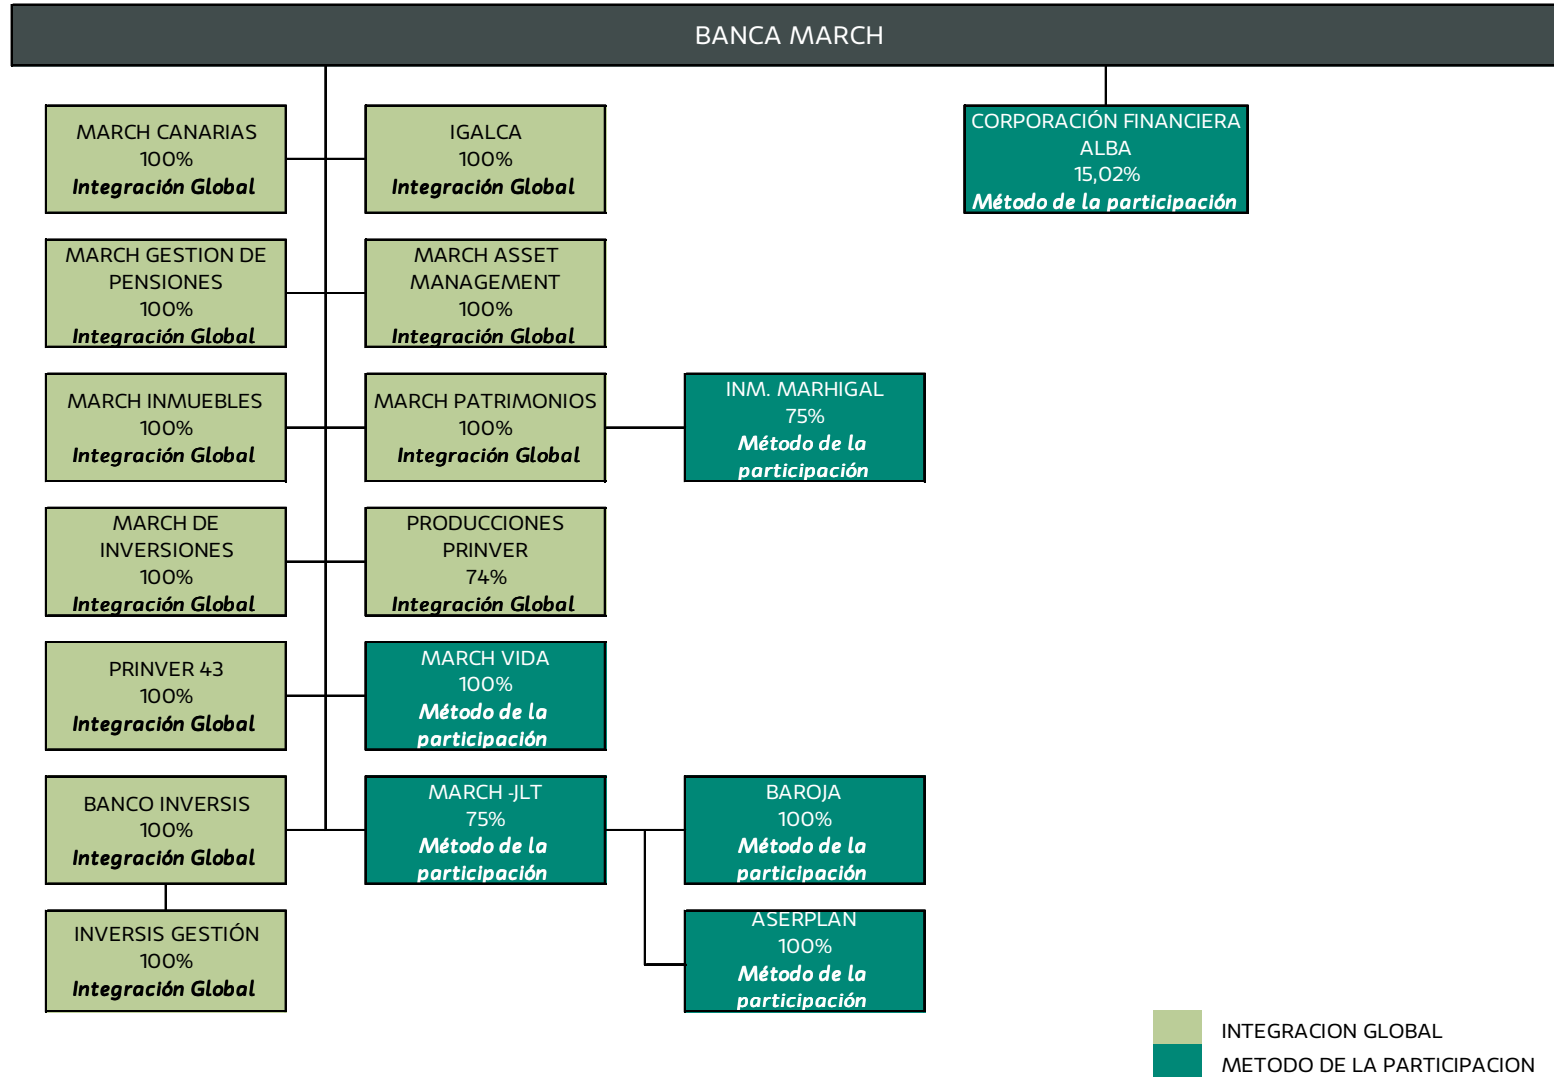 BANCA MARCH
MARCH CANARIAS
100%
Integración Global
IGALCA
100%
Integración Global
CORPORACIÓN FINANCIERA
ALBA
15,02%
Método de la participación
MARCH GESTION DE
PENSIONES
100%
Integración Global
MARCH ASSET
MANAGEMENT
100%
Integración Global
MARCH INMUEBLES
100%
Integración Global
MARCH PATRIMONIOS
100%
Integración Global
INM. MARHIGAL
75%
Método de la
participación
MARCH DE
INVERSIONES
100%
Integración Global
PRODUCCIONES
PRINVER
74%
Integración Global
PRINVER 43
100%
Integración Global
MARCH VIDA
100%
Método de la
participación
BANCO INVERSIS
100%
Integración Global
MARCH -JLT
75%
Método de la
participación
BAROJA
100%
Método de la
participación
INVERSIS GESTIÓN
100%
Integración Global
ASERPLAN
100%
Método de la
participación
INTEGRACION GLOBAL
METODO DE LA PARTICIPACION